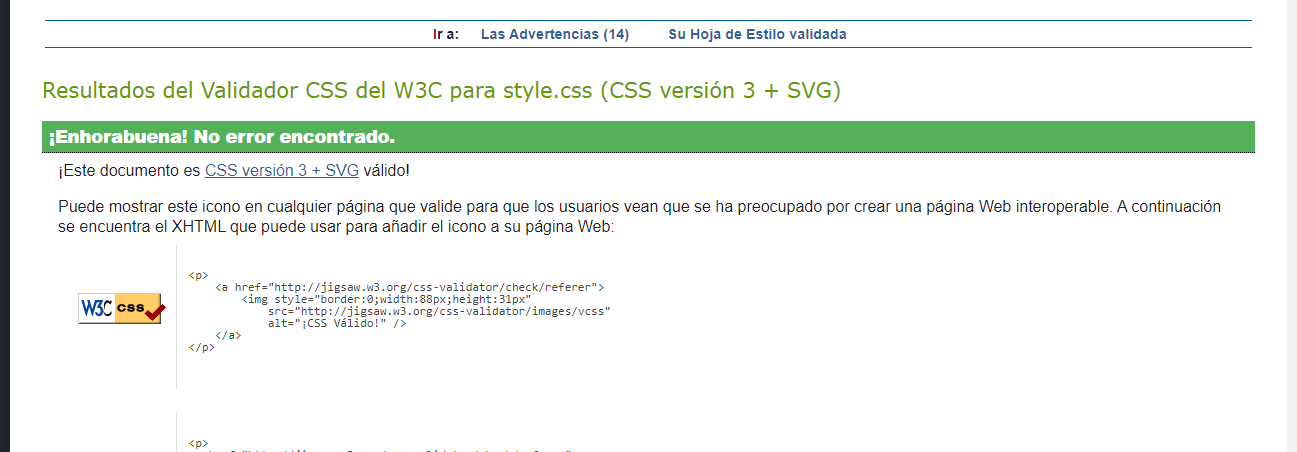 Ir a: Las Advertencias (14) Su Hoja de Estilo validada
Resultados del Validador CSS del W3C para style.css (CSS versión 3 + SVG)
¡Enhorabuena! No error encontrado.
¡Este documento es CSS versión 3 + SVG válido!
Puede mostrar este icono en cualquier página que valide para que los usuarios vean que se ha preocupado por crear una página Web interoperable. A continuación
se encuentra el XHTML que puede usar para añadir el icono a su página Web:
W3C css
<p>
    <a href="http://jigsaw.w3.org/css-validator/check/referer">
        <img style="border:0;width:88px;height:31px"
            src="http://jigsaw.w3.org/css-validator/images/vcss"
            alt="¡CSS Válido!" />
    </a>
</p>
<p>